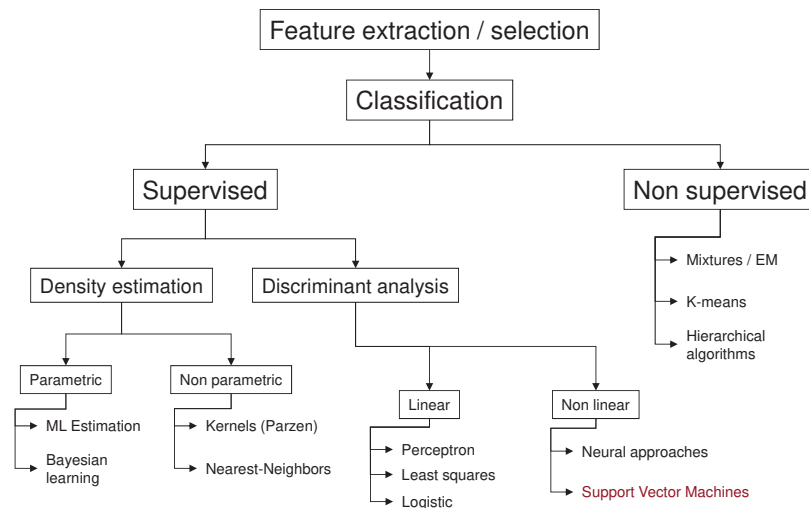 Feature extraction / selection
Classification
Supervised
Non supervised
Density estimation
Discriminant analysis
Mixtures / EM
K-means
Hierarchical
algorithms
Parametric
Non parametric
Linear
Non linear
ML Estimation
Bayesian
learning
Kernels (Parzen)
Nearest-Neighbors
Perceptron
Least squares
Logistic
Neural approaches
Support Vector Machines